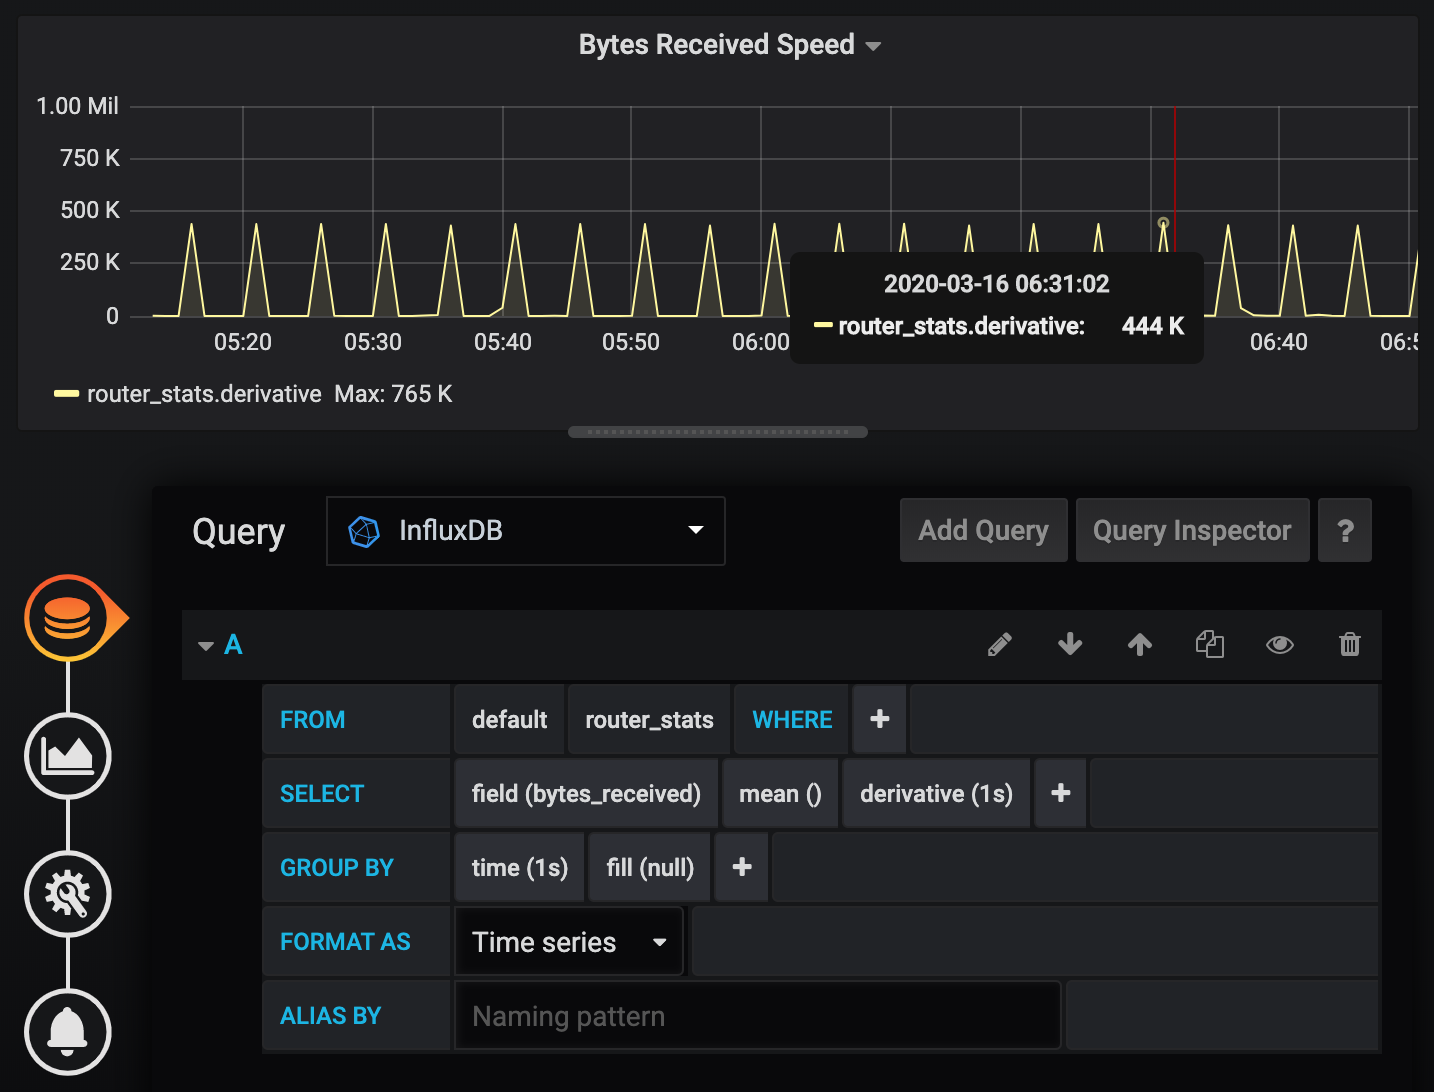 Bytes Received Speed
1.00 Mil
750 K
500 K
250 K
0
05:20 05:30 05:40 05:50 06:00 06:40 06:5
2020-03-16 06:31:02
router_stats.derivative: 444 K
router_stats.derivative Max: 765 K
Query InfluxDB Add Query Query Inspector ?
A
FROM default router_stats WHERE +
SELECT field (bytes_received) mean () derivative (1s) +
GROUP BY time (1s) fill (null) +
FORMAT AS Time series
ALIAS BY Naming pattern